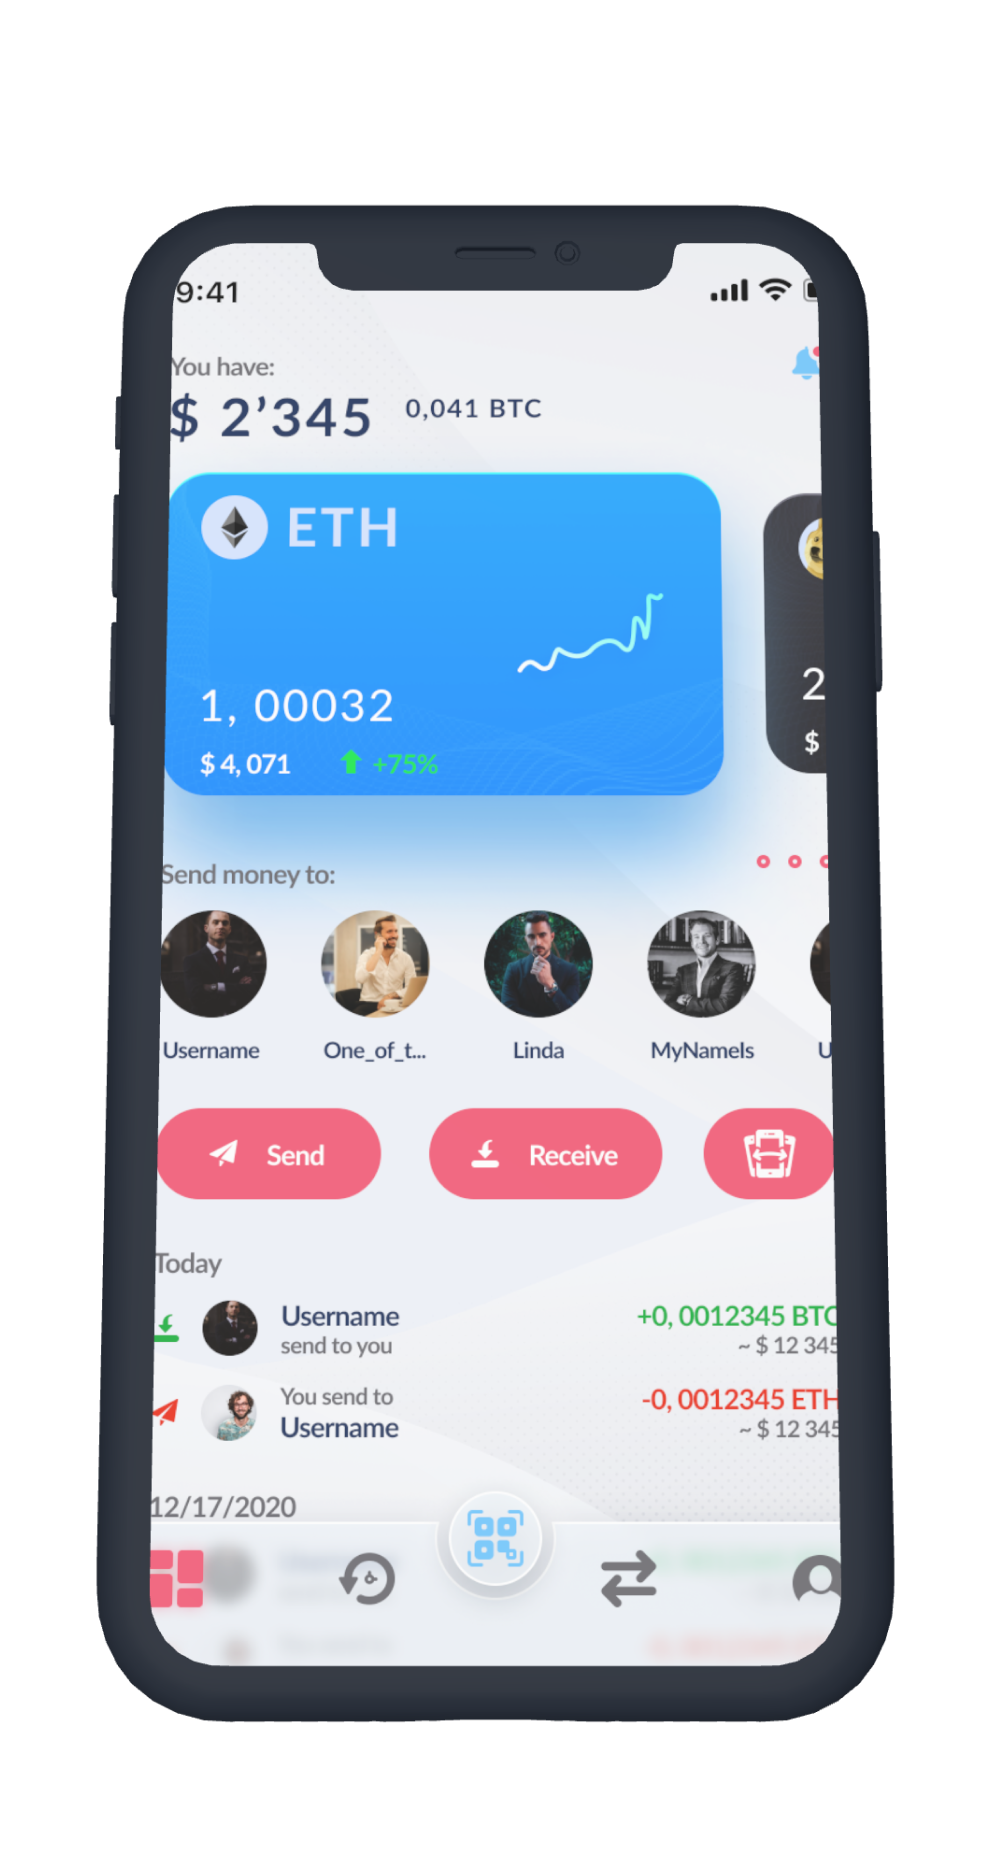 9:41
You have:
$ 2’345 0,041 BTC
ETH
1, 00032
2
$ 4, 071 +75%
$
Send money to:
Username One_of_t... Linda MyNameIs U
Send Receive
Today
Username +0, 0012345 BTC
send to you ~ $ 12 345
You send to -0, 0012345 ETH
Username ~ $ 12 345
12/17/2020